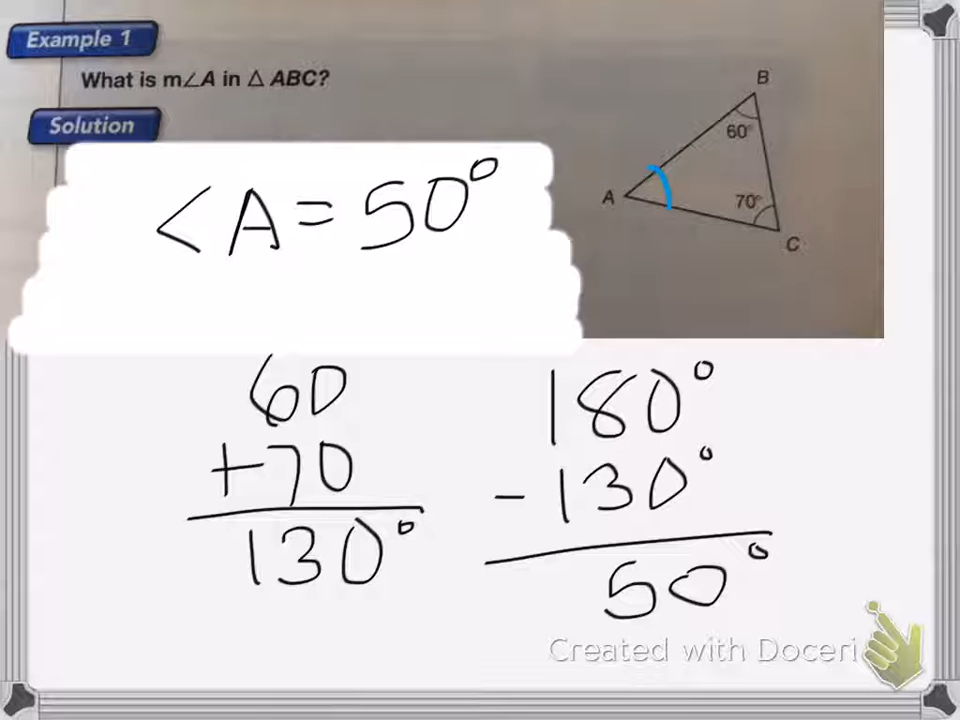 Example 1
What is m∠A in △ ABC?
Solution
<A = 50°
B
60°
A
70°
C
60
+70
130°
180°
-130°
50°
Created with Doceri